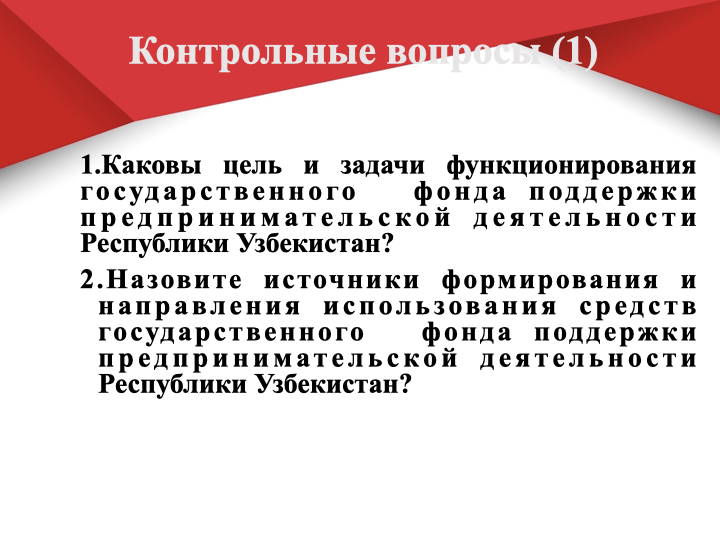 Контрольные вопросы (1)
1.Каковы цель и задачи функционирования
государственного фонда поддержки
предпринимательской деятельности
Республики Узбекистан?
2.Назовите источники формирования и
направления использования средств
государственного фонда поддержки
предпринимательской деятельности
Республики Узбекистан?